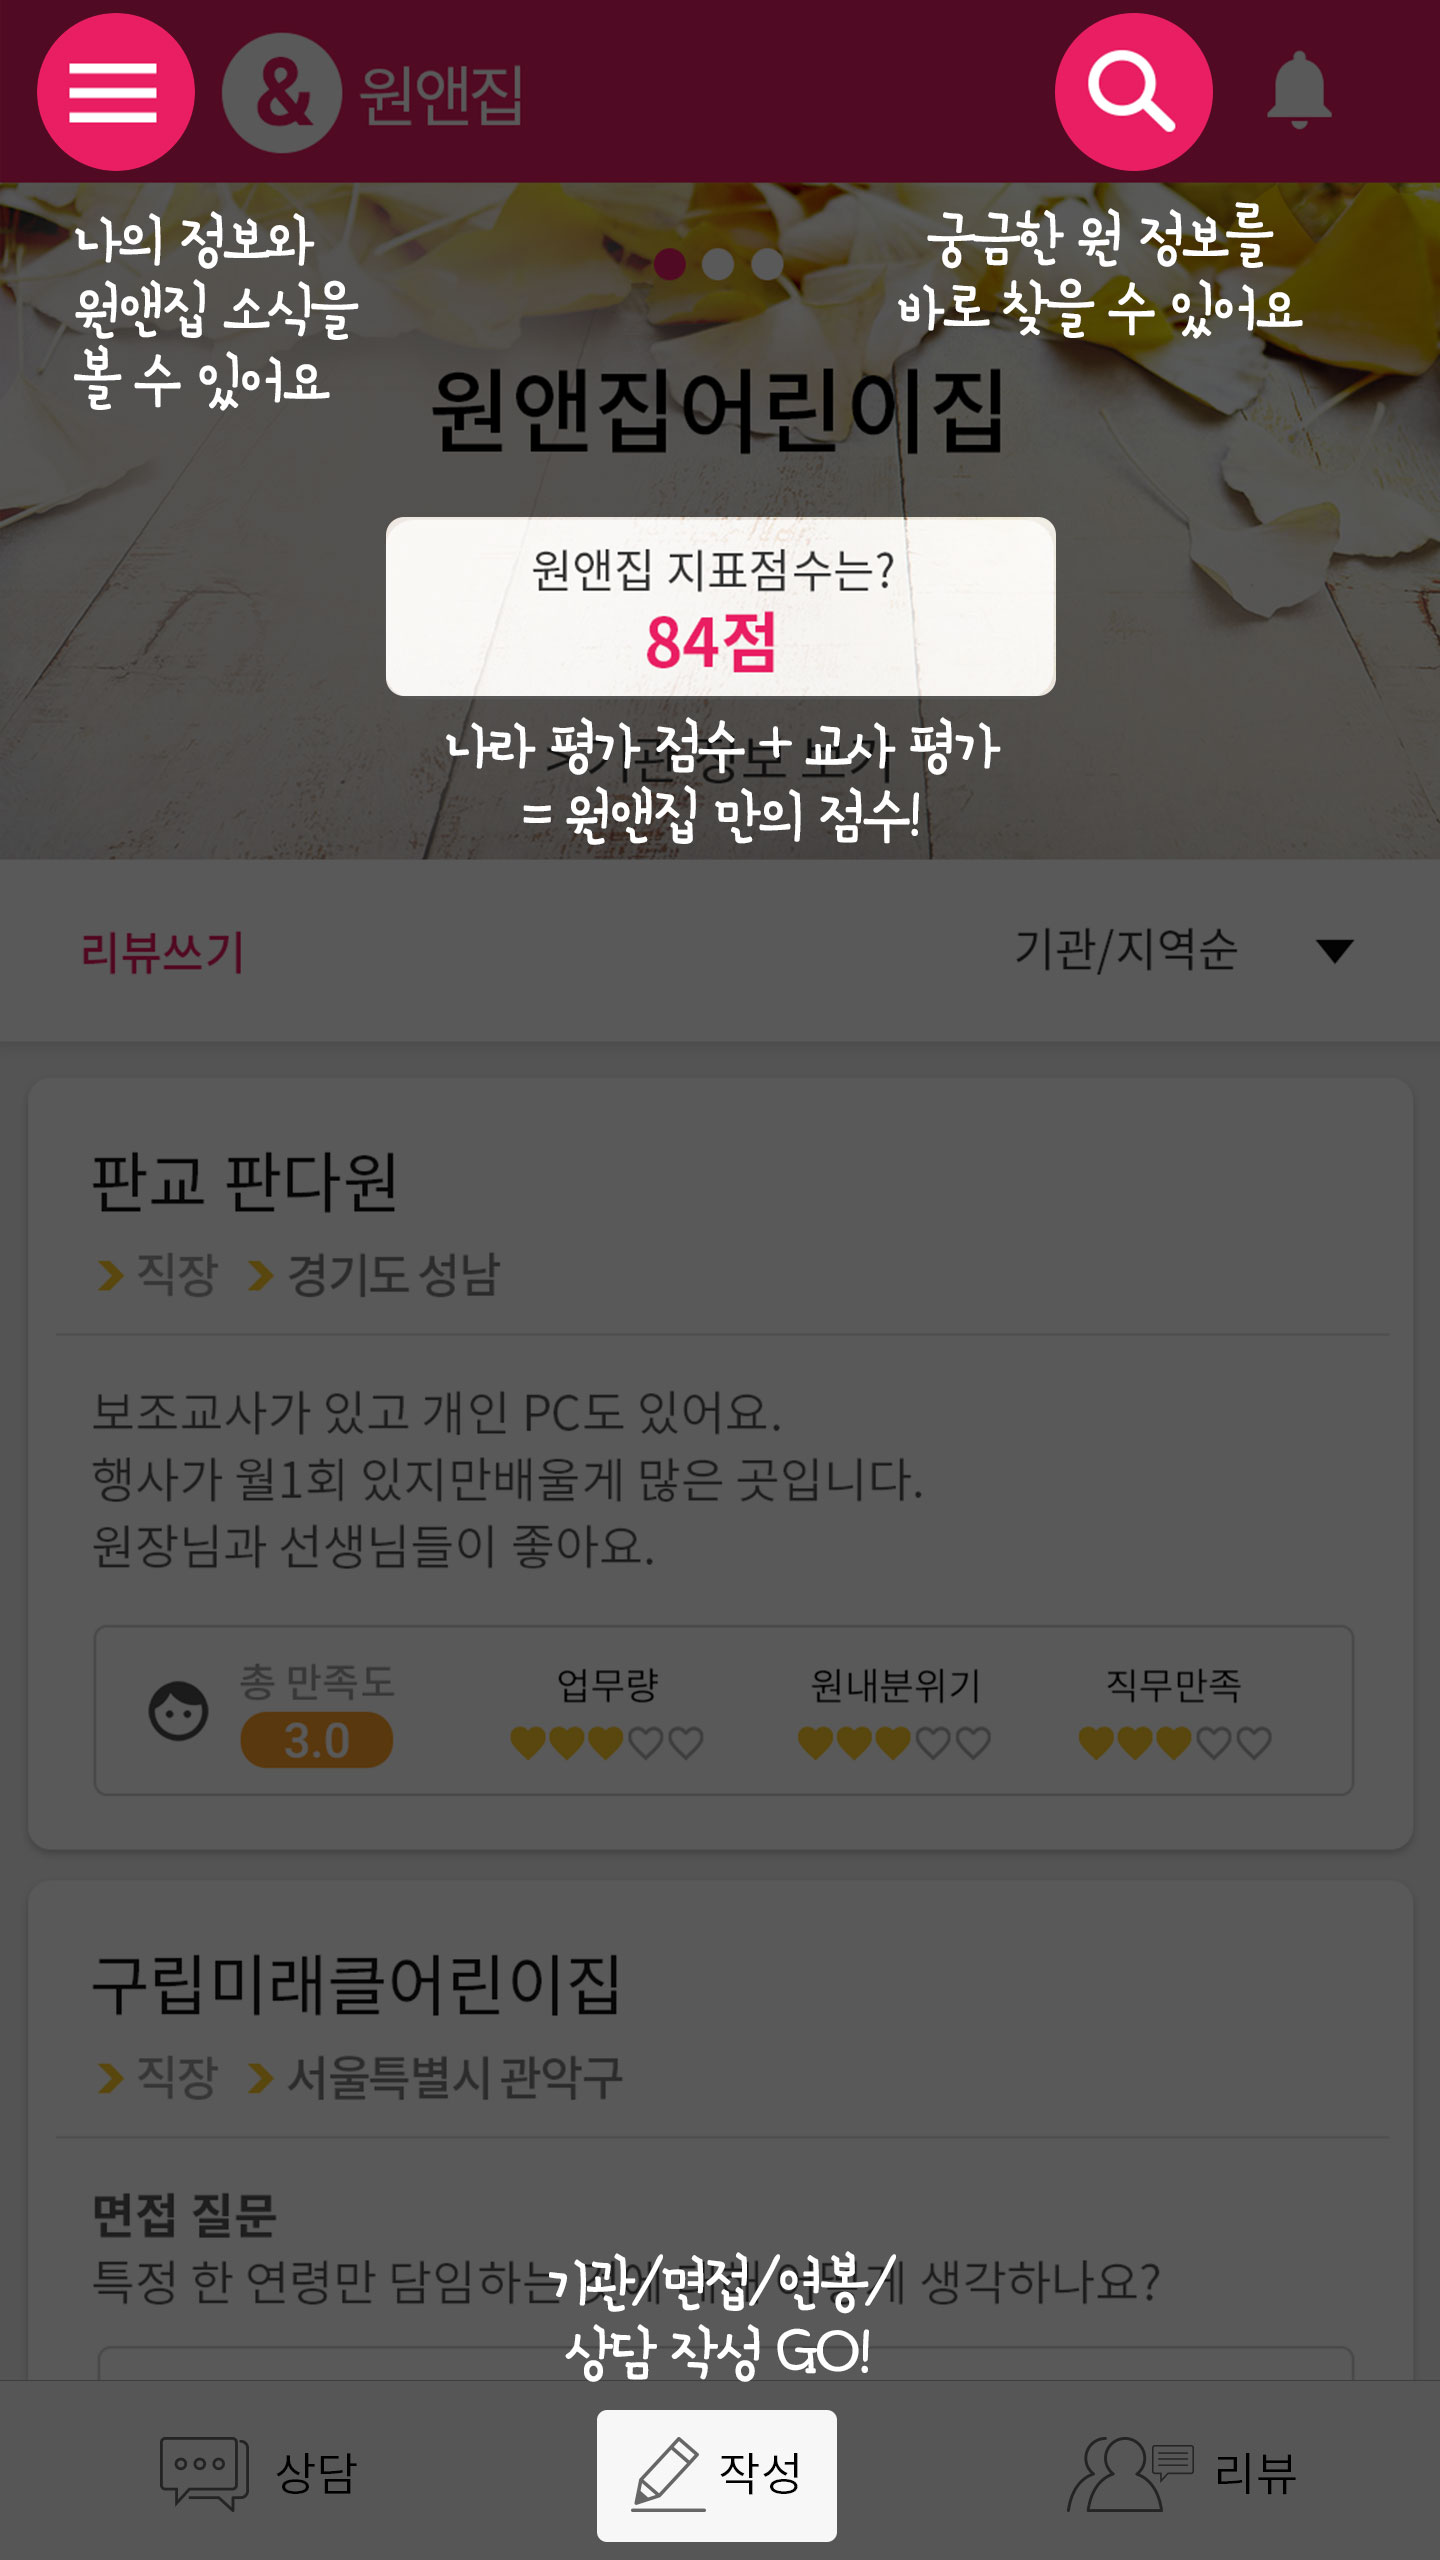 & 원앤집
나의 정보와
원앤집 소식을
볼 수 있어요
궁금한 원 정보를
바로 찾을 수 있어요
원앤집어린이집
원앤집 지표점수는?
84점
>기관정보 보기
나라 평가 점수 + 교사 평가
= 원앤집 만의 점수!
리뷰쓰기
기관/지역순
판교 판다원
직장 경기도 성남
보조교사가 있고 개인 PC도 있어요.
행사가 월1회 있지만배울게 많은 곳입니다.
원장님과 선생님들이 좋아요.
총 만족도 업무량 원내분위기 직무만족
3.0
구립미래클어린이집
직장 서울특별시 관악구
면접 질문
특정 한 연령만 담임하는 생각하나요?
기관/면접/연봉/
상담 작성 GO!
상담 작성 리뷰